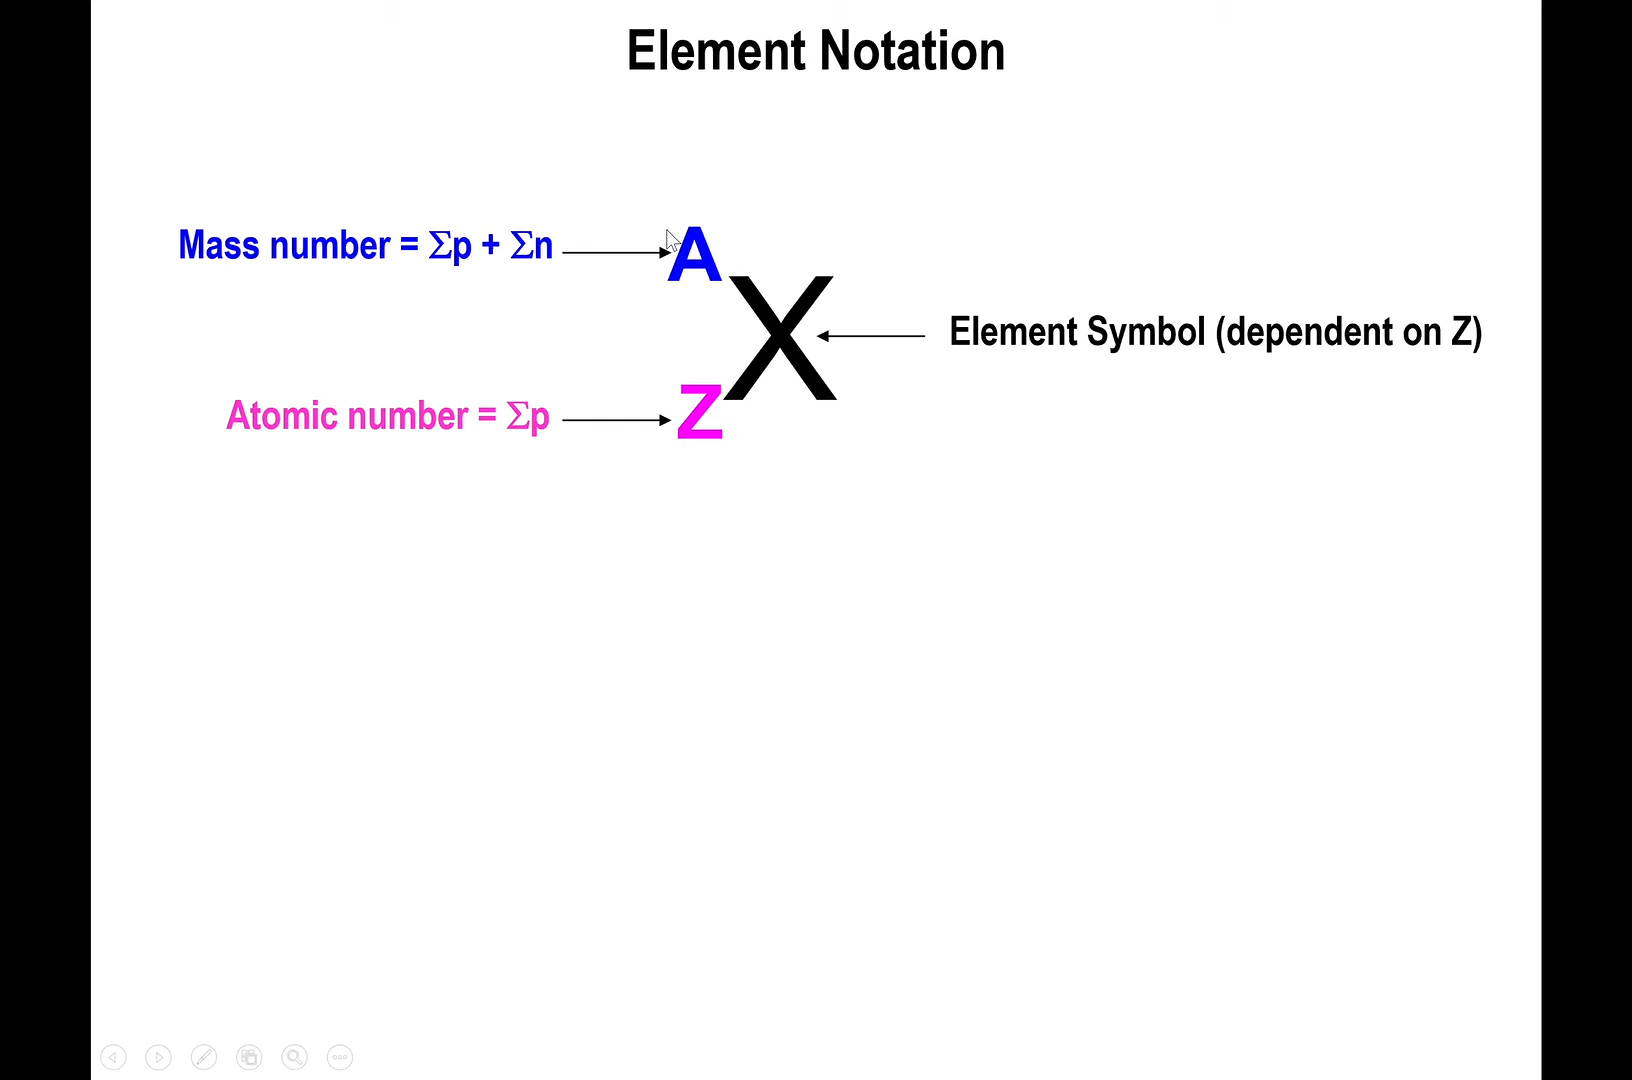 Element Notation
Mass number = Σp + Σn
A
X
Element Symbol (dependent on Z)
Atomic number = Σp
Z